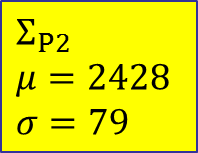 Σ_P2
μ = 2428
σ = 79